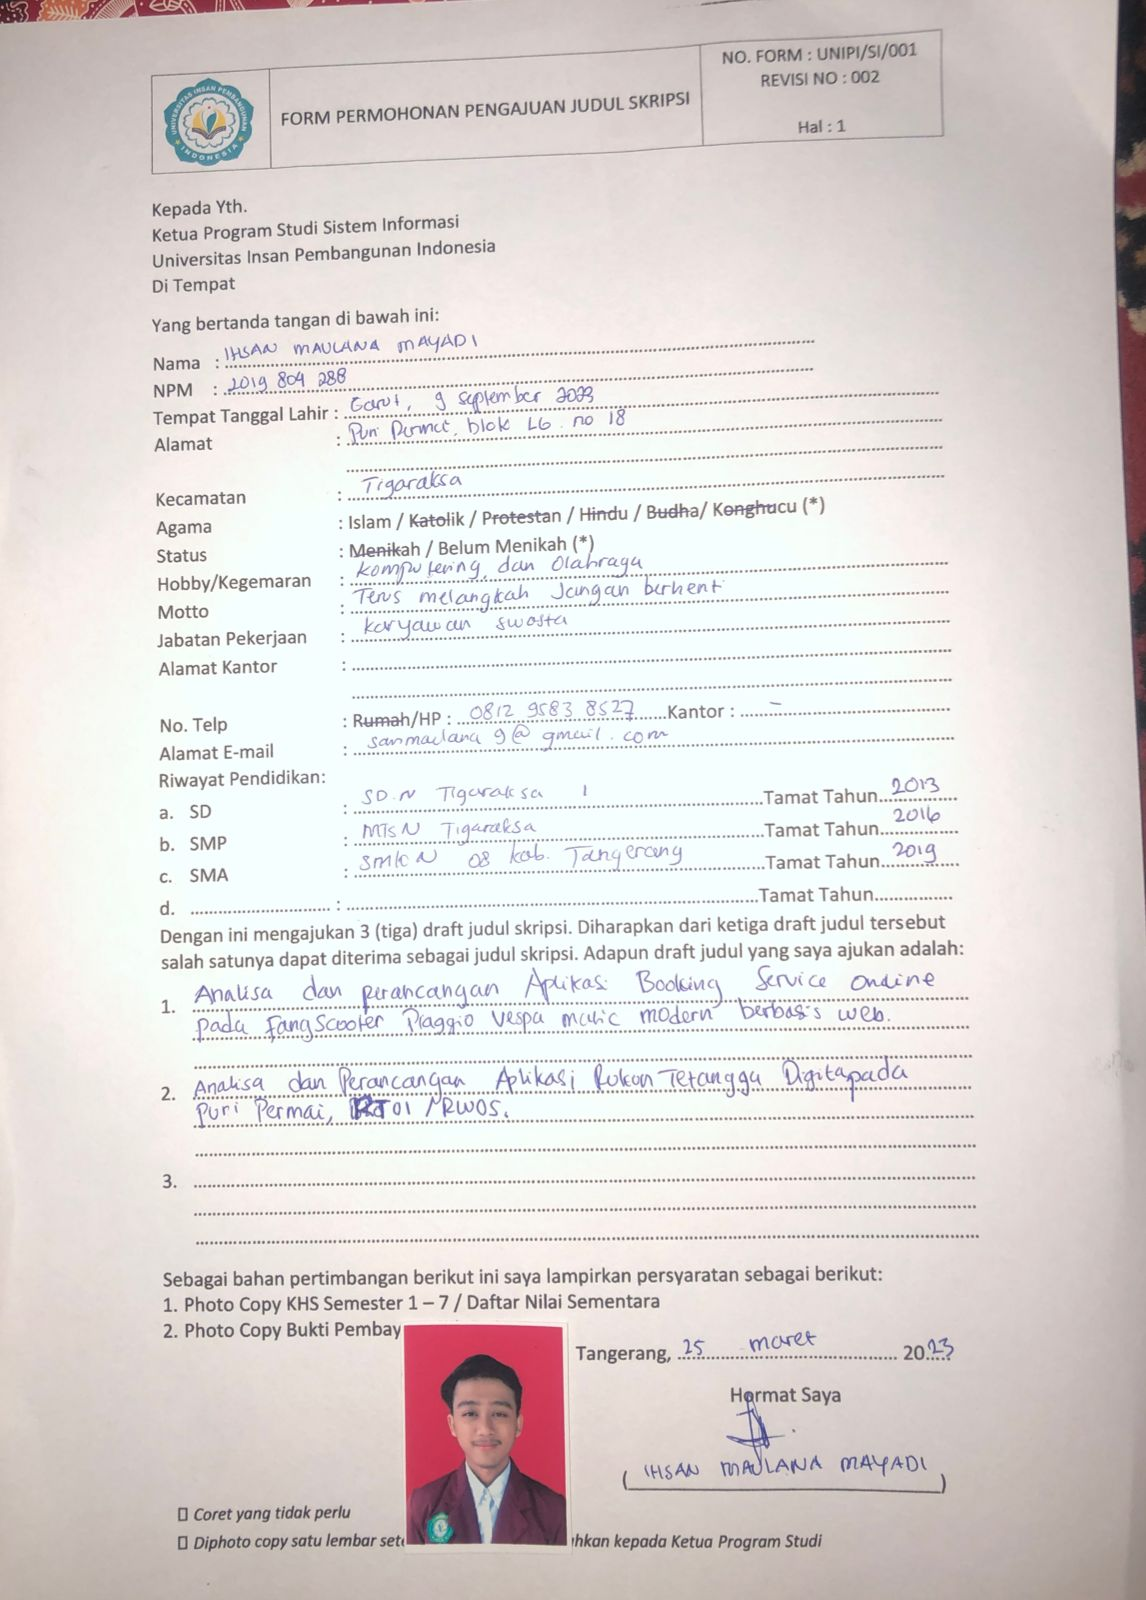 UNIVERSITAS INSAN PEMBANGUNAN
INDONESIA
FORM PERMOHONAN PENGAJUAN JUDUL SKRIPSI
NO. FORM : UNIPI/SI/001
REVISI NO : 002
Hal : 1
Kepada Yth.
Ketua Program Studi Sistem Informasi
Universitas Insan Pembangunan Indonesia
Di Tempat
Yang bertanda tangan di bawah ini:
Nama : IHSAN MAULANA MAYADI
NPM : 2019 804 288
Tempat Tanggal Lahir : Garut, 9 September 2023
Alamat : Puri Permai, blok L6 no 18
Kecamatan : Tigaraksa
Agama : Islam / Katolik / Protestan / Hindu / Budha/ Konghucu (*)
Status : Menikah / Belum Menikah (*)
Hobby/Kegemaran : Komputering, dan Olahraga
Motto : Terus melangkah Jangan berhenti
Jabatan Pekerjaan : Karyawan swasta
Alamat Kantor :
No. Telp : Rumah/HP : 0812 9583 8527 Kantor : -
Alamat E-mail : sanmaulana9@gmail.com
Riwayat Pendidikan:
a. SD : SD.N Tigaraksa 1 Tamat Tahun 2013
b. SMP : MTsN Tigaraksa Tamat Tahun 2016
c. SMA : SMKN 08 kab. Tangerang Tamat Tahun 2019
d. : Tamat Tahun
Dengan ini mengajukan 3 (tiga) draft judul skripsi. Diharapkan dari ketiga draft judul tersebut
salah satunya dapat diterima sebagai judul skripsi. Adapun draft judul yang saya ajukan adalah:
1. Analisa dan perancangan Aplikasi Booking Service Online
pada FangScooter Piaggio Vespa matic modern berbasis web.
2. Analisa dan Perancangan Aplikasi Rukun Tetangga Digital pada
Puri Permai, RT01 /RW05.
3.
Sebagai bahan pertimbangan berikut ini saya lampirkan persyaratan sebagai berikut:
1. Photo Copy KHS Semester 1 – 7 / Daftar Nilai Sementara
2. Photo Copy Bukti Pembay
Tangerang, 25 maret 2023
Hormat Saya
(IHSAN MAULANA MAYADI)
Coret yang tidak perlu
Diphoto copy satu lembar sete hkan kepada Ketua Program Studi